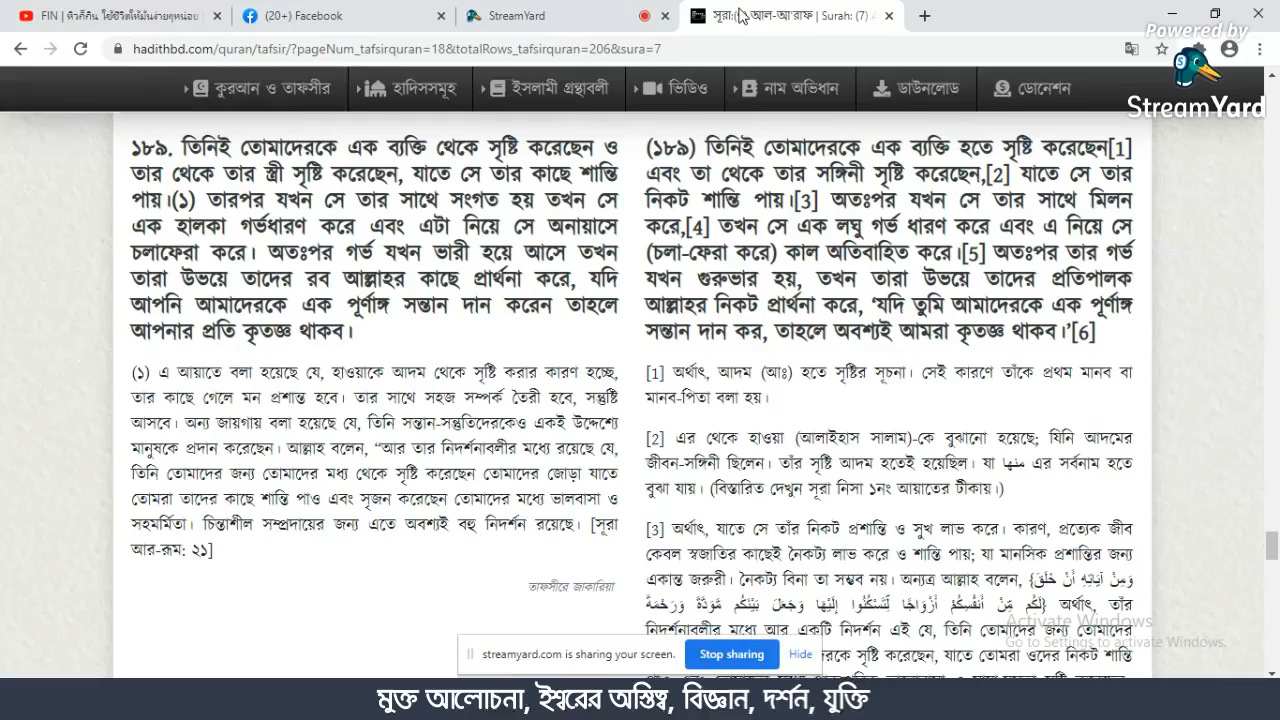 FIN | หิวก็กิน ใช้ชีวิตให้มันง่ายๆหน่อย
(20+) Facebook
StreamYard
সূরা: আল-আ'রাফ | Surah: (7) A
hadithbd.com/quran/tafsir/?pageNum_tafsirquran=18&totalRows_tafsirquran=206&sura=7
Powered by
StreamYard
কুরআন ও তাফসীর
হাদিসসমূহ
ইসলামী গ্রন্থাবলী
ভিডিও
নাম অভিধান
ডাউনলোড
ডোনেশন
১৮৯. তিনিই তোমাদেরকে এক ব্যক্তি থেকে সৃষ্টি করেছেন ও
তার থেকে তার স্ত্রী সৃষ্টি করেছেন, যাতে সে তার কাছে শান্তি
পায়।(১) তারপর যখন সে তার সাথে সংগত হয় তখন সে
এক হালকা গর্ভধারণ করে এবং এটা নিয়ে সে অনায়াসে
চলাফেরা করে। অতঃপর গর্ভ যখন ভারী হয়ে আসে তখন
তারা উভয়ে তাদের রব আল্লাহর কাছে প্রার্থনা করে, যদি
আপনি আমাদেরকে এক পূর্ণাঙ্গ সন্তান দান করেন তাহলে
আপনার প্রতি কৃতজ্ঞ থাকব।
(১) এ আয়াতে বলা হয়েছে যে, হাওয়াকে আদম থেকে সৃষ্টি করার কারণ হচ্ছে,
তার কাছে গেলে মন প্রশান্ত হবে। তার সাথে সহজ সম্পর্ক তৈরী হবে, সন্তুষ্টি
আসবে। অন্য জায়গায় বলা হয়েছে যে, তিনি সন্তান-সন্তুতিদেরকেও একই উদ্দেশ্যে
মানুষকে প্রদান করেছেন। আল্লাহ বলেন, “আর তার নিদর্শনাবলীর মধ্যে রয়েছে যে,
তিনি তোমাদের জন্য তোমাদের মধ্য থেকে সৃষ্টি করেছেন তোমাদের জোড়া যাতে
তোমরা তাদের কাছে শান্তি পাও এবং সৃজন করেছেন তোমাদের মধ্যে ভালবাসা ও
সহমর্মিতা। চিন্তাশীল সম্প্রদায়ের জন্য এতে অবশ্যই বহু নিদর্শন রয়েছে। [সূরা
আর-রূম: ২১]
তাফসীরে জাকারিয়া
(১৮৯) তিনিই তোমাদেরকে এক ব্যক্তি হতে সৃষ্টি করেছেন[1]
এবং তা থেকে তার সঙ্গিনী সৃষ্টি করেছেন,[2] যাতে সে তার
নিকট শান্তি পায়।[3] অতঃপর যখন সে তার সাথে মিলন
করে,[4] তখন সে এক লঘু গর্ভ ধারণ করে এবং এ নিয়ে সে
(চলা-ফেরা করে) কাল অতিবাহিত করে।[5] অতঃপর তার গর্ভ
যখন গুরুভার হয়, তখন তারা উভয়ে তাদের প্রতিপালক
আল্লাহর নিকট প্রার্থনা করে, ‘যদি তুমি আমাদেরকে এক পূর্ণাঙ্গ
সন্তান দান কর, তাহলে অবশ্যই আমরা কৃতজ্ঞ থাকব।’[6]
[1] অর্থাৎ, আদম (আঃ) হতে সৃষ্টির সূচনা। সেই কারণে তাঁকে প্রথম মানব বা
মানব-পিতা বলা হয়।
[2] এর থেকে হাওয়া (আলাইহাস সালাম)-কে বুঝানো হয়েছে; যিনি আদমের
জীবন-সঙ্গিনী ছিলেন। তাঁর সৃষ্টি আদম হতেই হয়েছিল। যা منها এর সর্বনাম হতে
বুঝা যায়। (বিস্তারিত দেখুন সূরা নিসা ১নং আয়াতের টীকায়।)
[3] অর্থাৎ, যাতে সে তাঁর নিকট প্রশান্তি ও সুখ লাভ করে। কারণ, প্রত্যেক জীব
কেবল স্বজাতির কাছেই নৈকট্য লাভ করে ও শান্তি পায়; যা মানসিক প্রশান্তির জন্য
একান্ত জরুরী। নৈকট্য বিনা তা সম্ভব নয়। অন্যত্র আল্লাহ বলেন, {وَمِنْ آيَاتِهِ أَنْ خَلَقَ
لَكُم مِّنْ أَنفُسِكُمْ أَزْوَاجًا لِّتَسْكُنُوا إِلَيْهَا وَجَعَلَ بَيْنَكُم مَّوَدَّةً وَرَحْمَةً} অর্থাৎ, তাঁর
নিদর্শনাবলীর মধ্যে আর একটি নিদর্শন এই যে, তিনি তোমাদের জন্য তোমাদের
রকে সৃষ্টি করেছেন, যাতে তোমরা ওদের নিকট শান্তি
Activate Windows
Go to Settings to activate Windows.
streamyard.com is sharing your screen.
Stop sharing
Hide
মুক্ত আলোচনা, ইশ্বরের অস্তিত্ব, বিজ্ঞান, দর্শন, যুক্তি